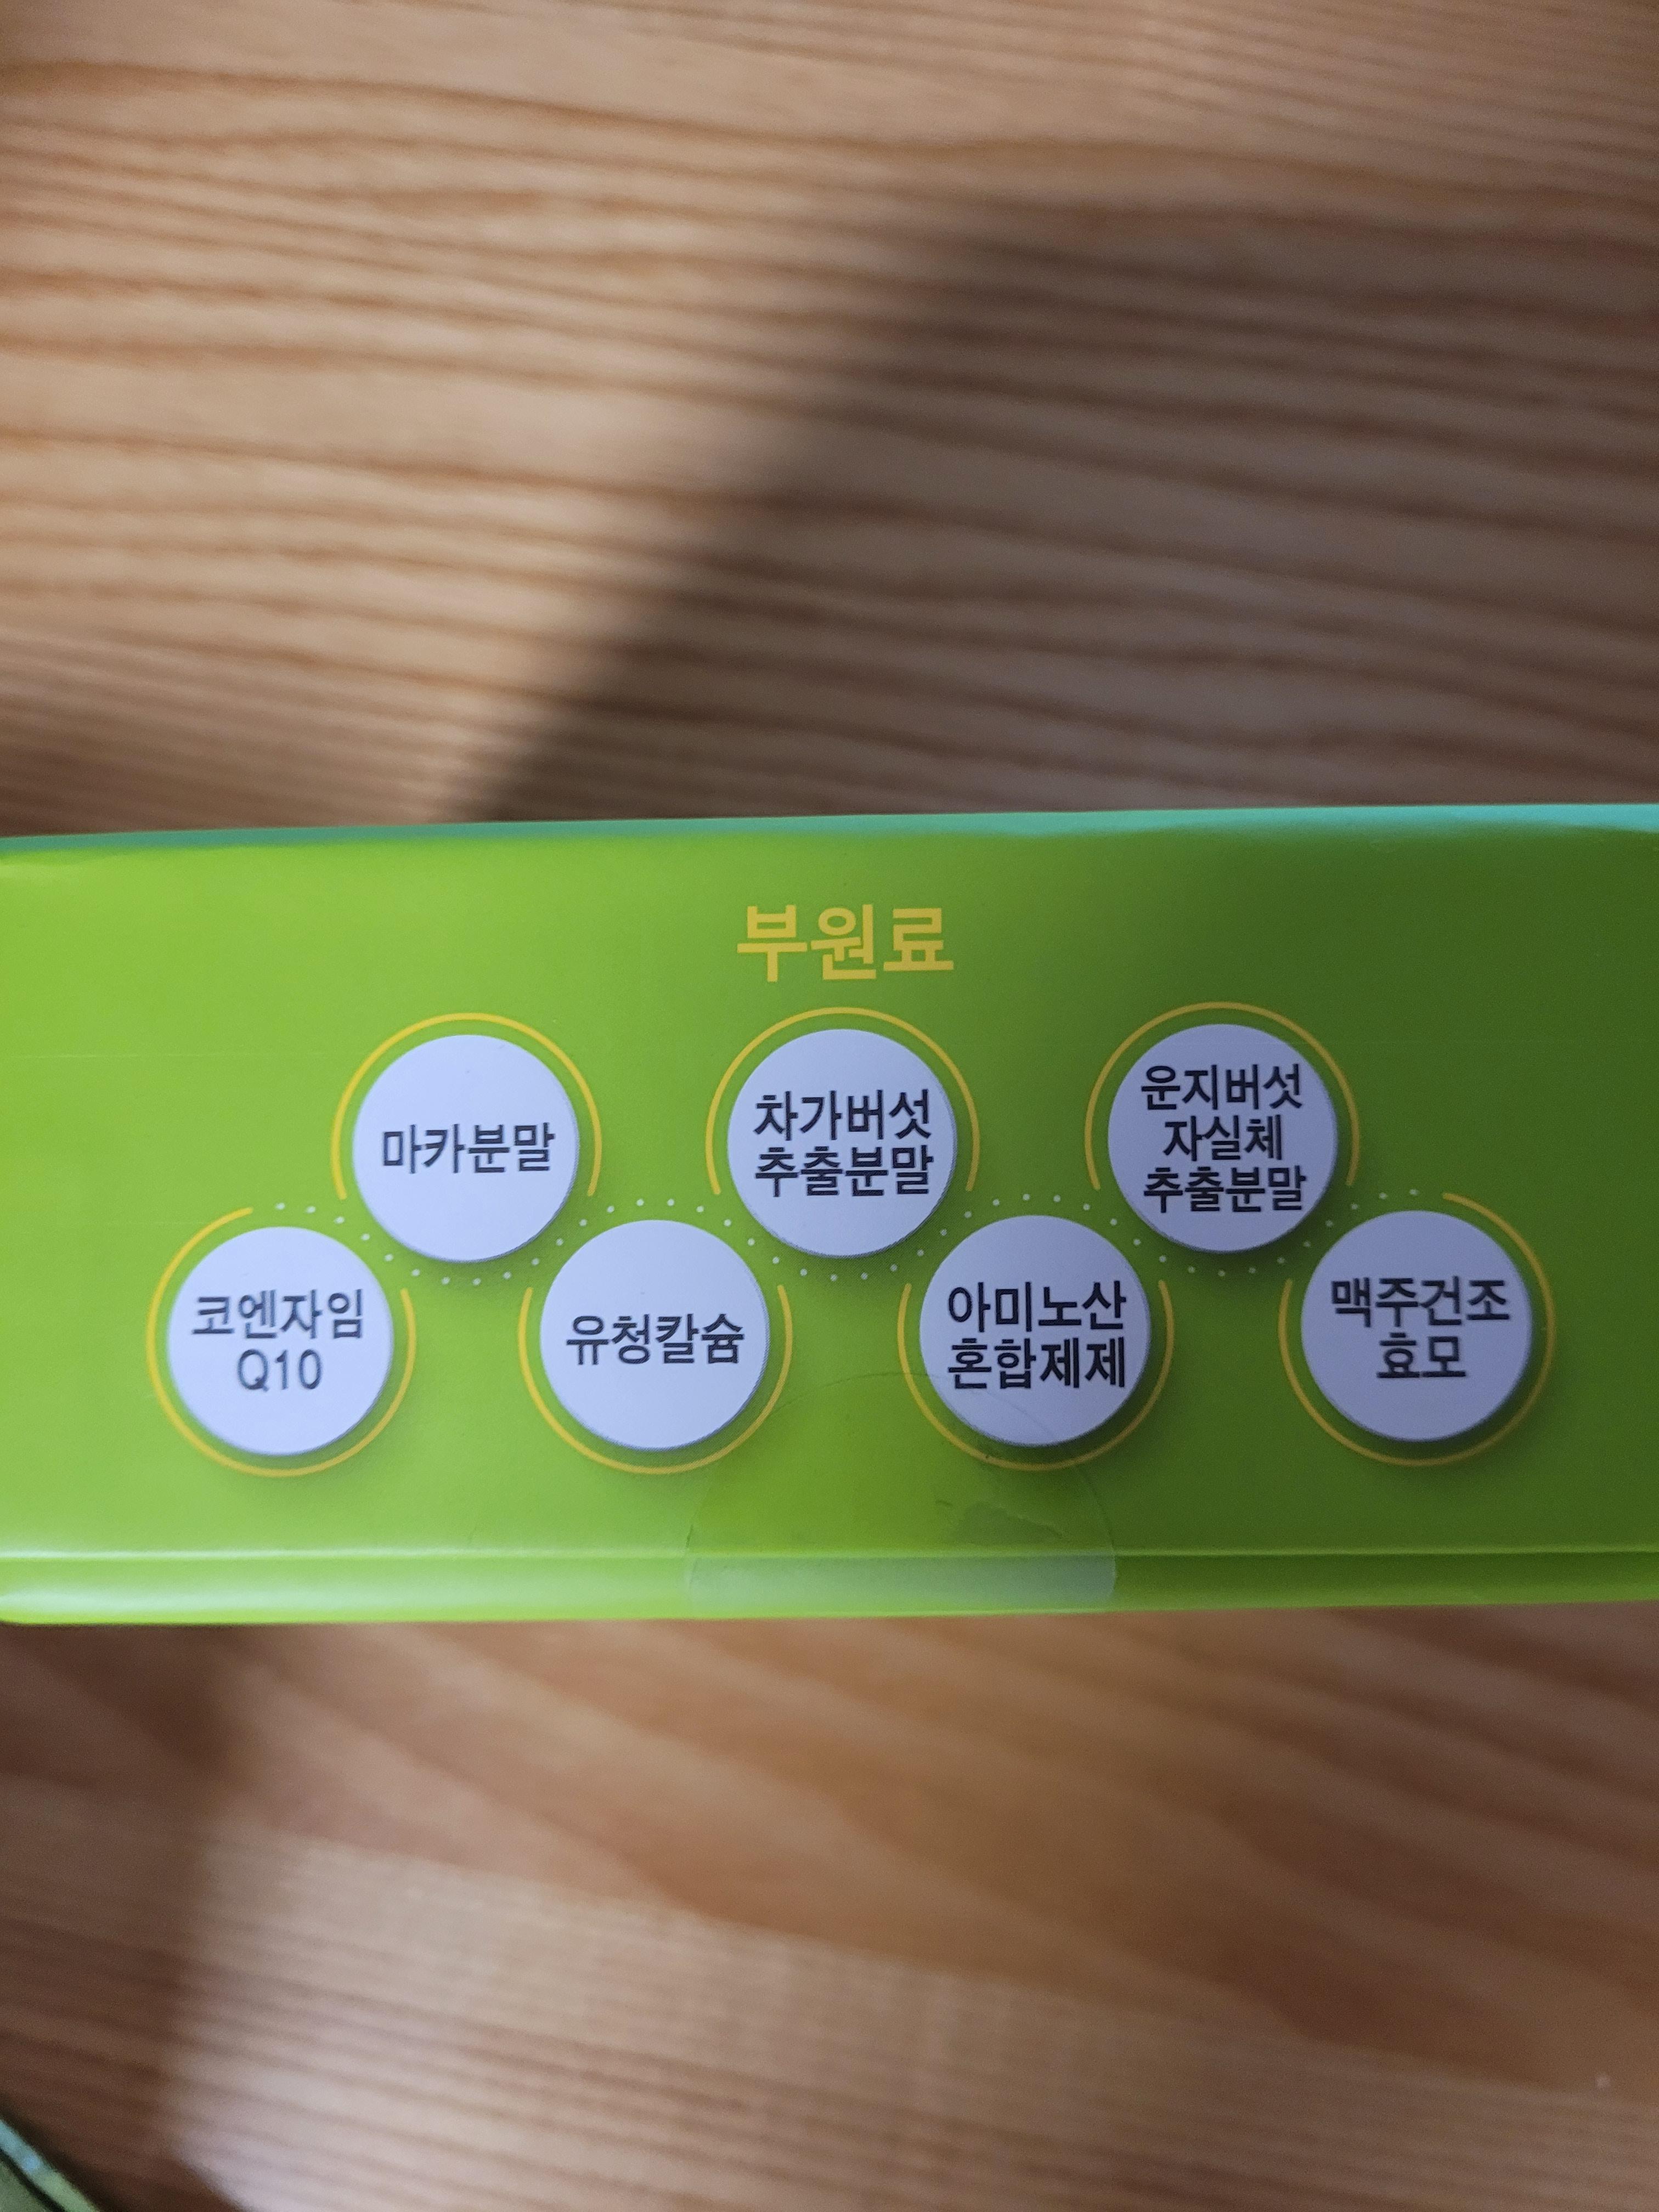 부원료
마카분말
차가버섯
추출분말
운지버섯
자실체
추출분말
코엔자임
Q10
유청칼슘
아미노산
혼합제제
맥주건조
효모